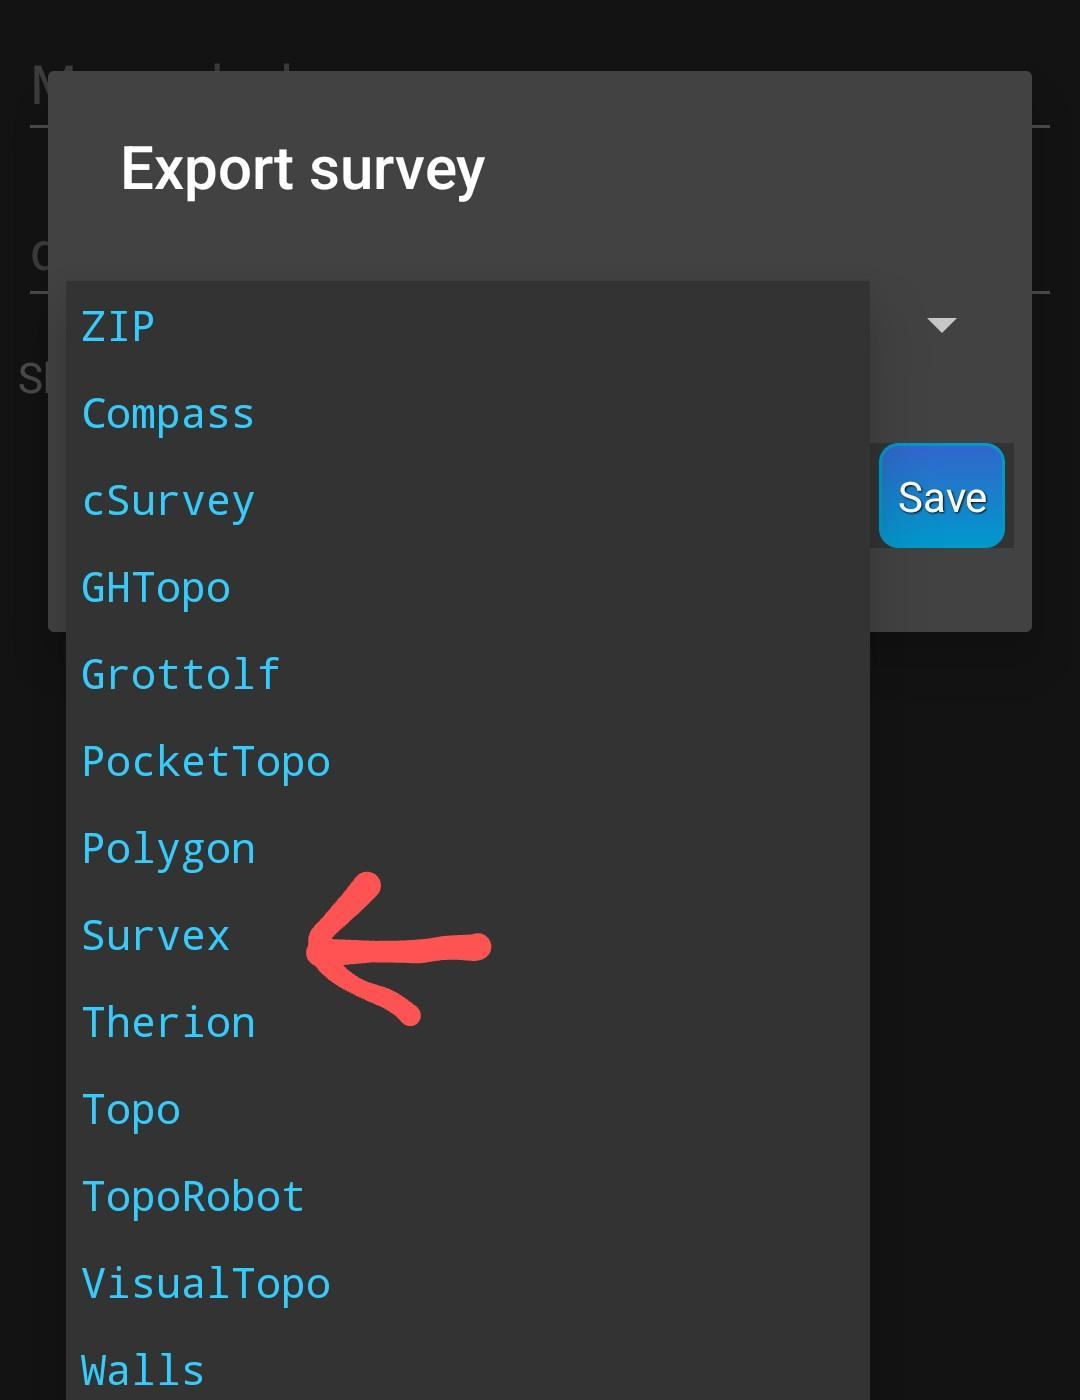 Export survey
ZIP
Compass
cSurvey
GHTopo
Grottolf
PocketTopo
Polygon
Survex
Therion
Topo
TopoRobot
VisualTopo
Walls
Save